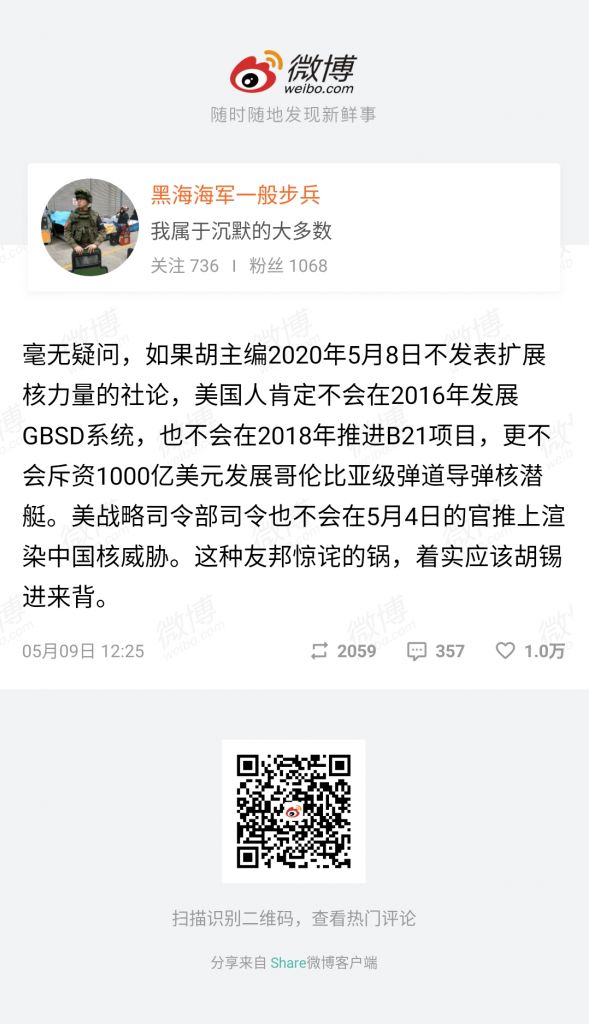 微博
weibo.com
随时随地发现新鲜事
黑海海军一般步兵
我属于沉默的大多数
关注 736 | 粉丝 1068
毫无疑问，如果胡主编2020年5月8日不发表扩展
核力量的社论，美国人肯定不会在2016年发展
GBSD系统，也不会在2018年推进B21项目，更不
会斥资1000亿美元发展哥伦比亚级弹道导弹核潜
艇。美战略司令部司令也不会在5月4日的官推上渲
染中国核威胁。这种友邦惊诧的锅，着实应该胡锡
进来背。
05月09日 12:25 2059 357 1.0万
扫描识别二维码，查看热门评论
分享来自 Share微博客户端